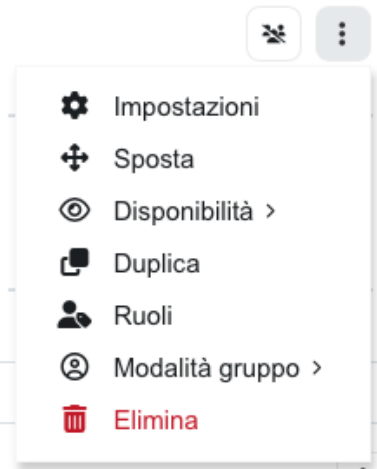 Impostazioni
Sposta
Disponibilità
Duplica
Ruoli
Modalità gruppo
Elimina